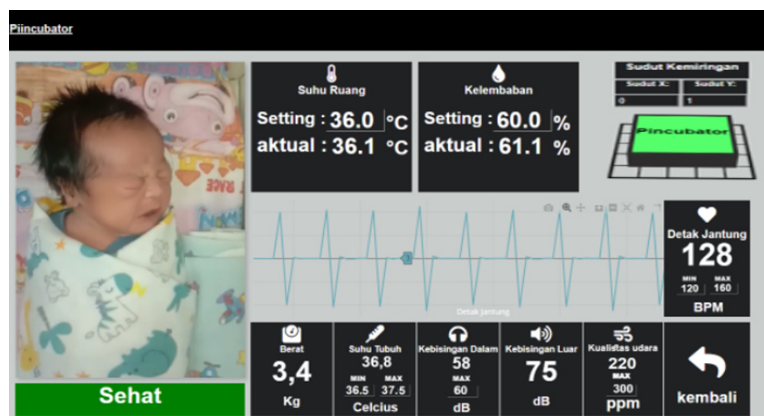 Piincubator
Suhu Ruang
Setting : 36.0 °C
aktual : 36.1 °C
Kelembaban
Setting : 60.0 %
aktual : 61.1 %
Sudut Kemiringan
Sudut X: Sudut Y:
0 1
Pincubator
Detak jantung
Detak Jantung
128
MIN MAX
120 160
BPM
Sehat
Berat
3,4
Kg
Suhu Tubuh
36,8
MIN MAX
36.5 37.5
Celcius
Kebisingan Dalam
58
MAX
60
dB
Kebisingan Luar
75
dB
Kualistas udara
220
MAX
300
ppm
kembali